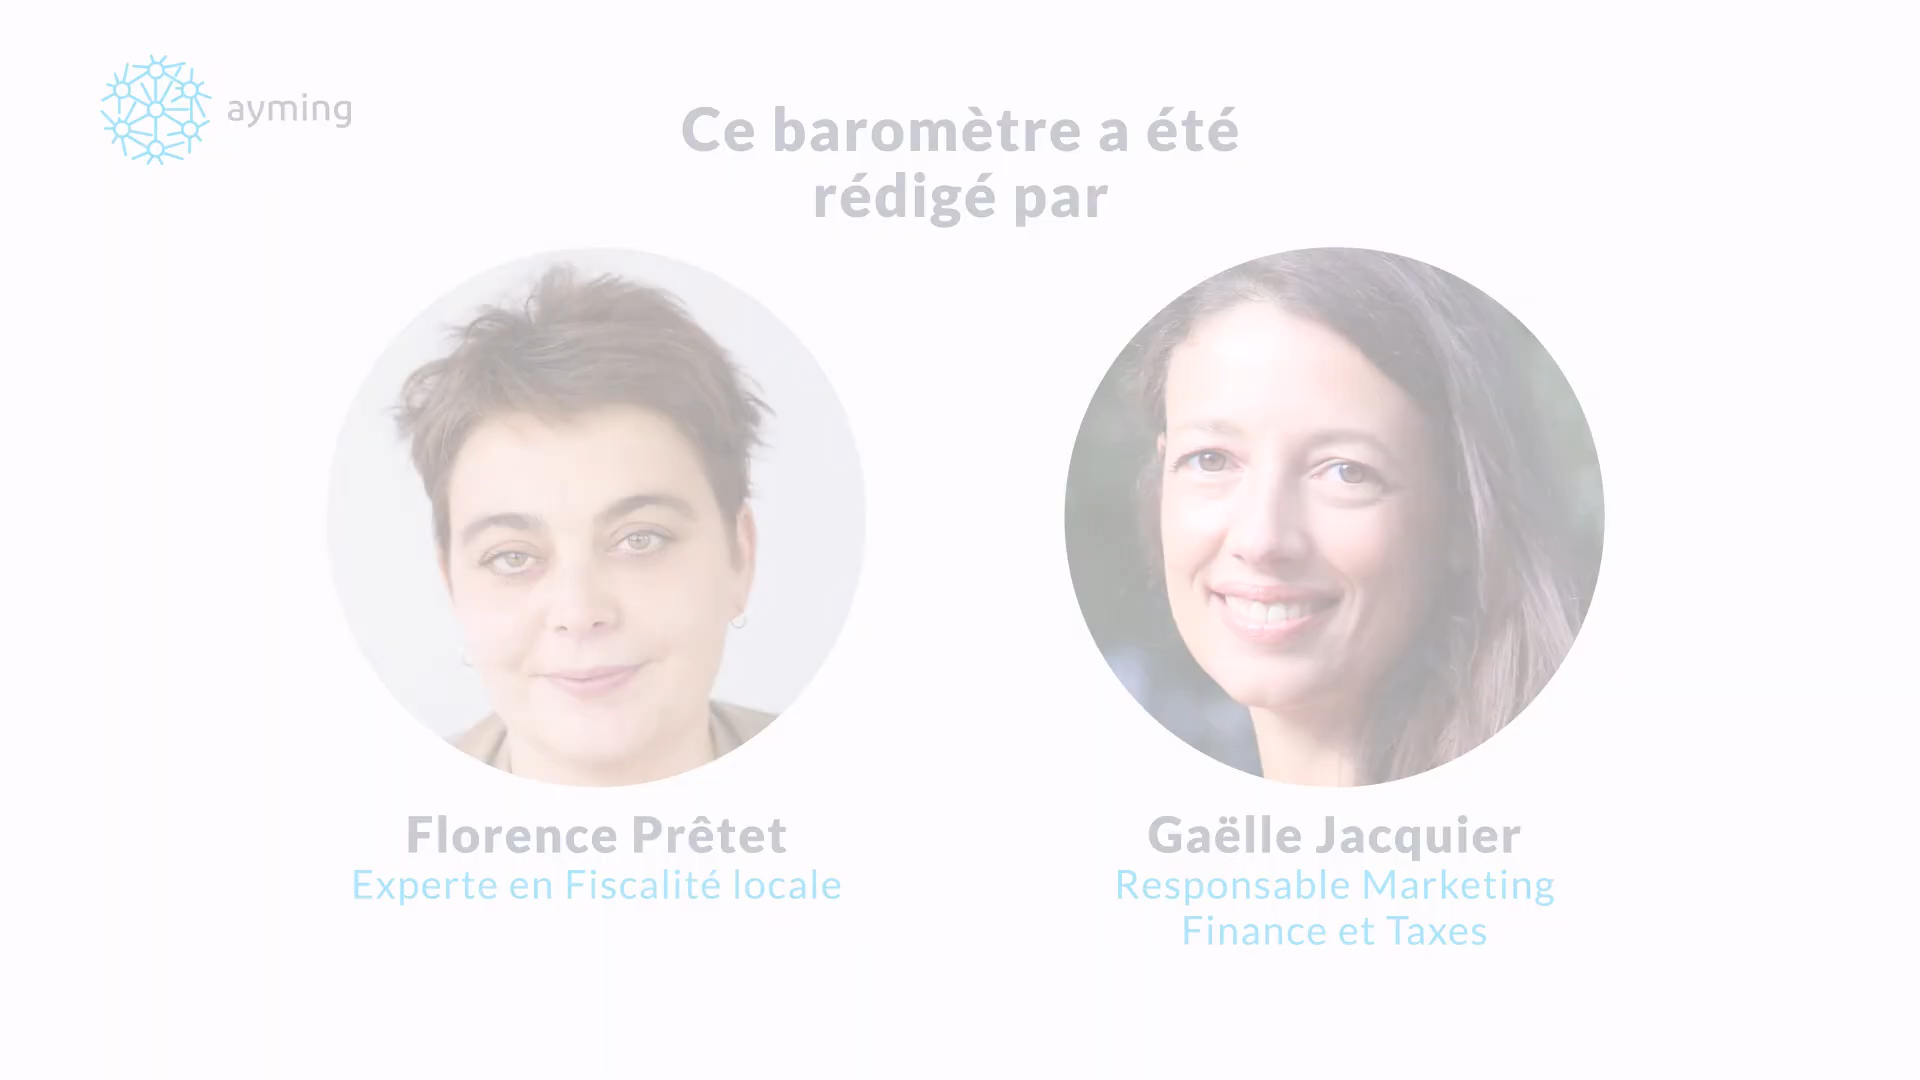 ayming
Ce baromètre a été
rédigé par
Florence Prêtet
Experte en Fiscalité locale
Gaëlle Jacquier
Responsable Marketing
Finance et Taxes